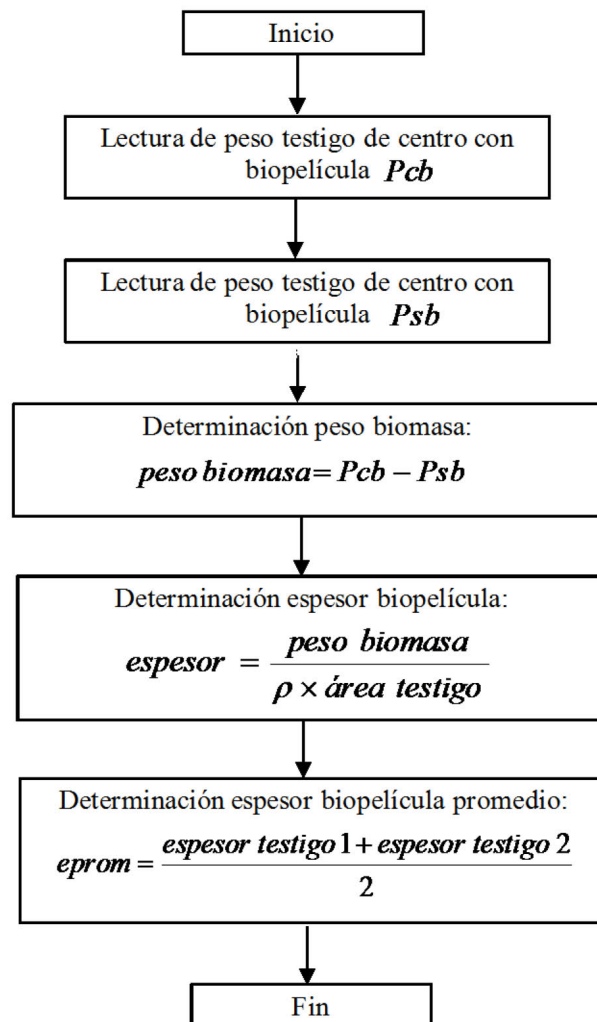 Inicio
Lectura de peso testigo de centro con
biopelícula Pcb
Lectura de peso testigo de centro con
biopelícula Psb
Determinación peso biomasa:
peso biomasa= Pcb – Psb
Determinación espesor biopelícula:
espesor = peso biomasa / ρ × área testigo
Determinación espesor biopelícula promedio:
eprom = espesor testigo 1+ espesor testigo 2 / 2
Fin